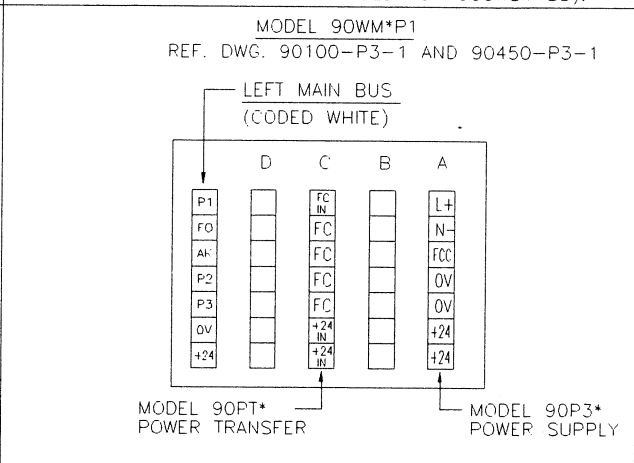 MODEL 90WM*P1
REF. DWG. 90100-P3-1 AND 90450-P3-1
LEFT MAIN BUS
(CODED WHITE)
D C B A
P1 FC IN L+
FO FC N-
FC FCC
P2 FC 0V
P3 FC 0V
0V +24 IN +24
+24 +24 IN +24
MODEL 90PT*
POWER TRANSFER
MODEL 90P3*
POWER SUPPLY